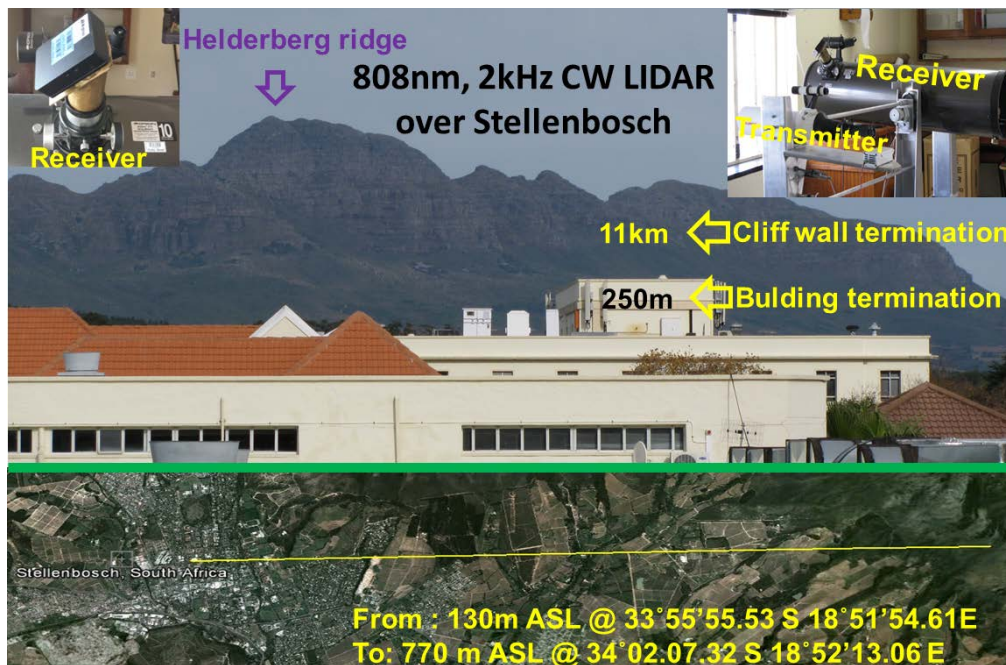 Helderberg ridge
808nm, 2kHz CW LIDAR
over Stellenbosch
Receiver
Receiver
Transmitter
10
11km
Cliff wall termination
250m
Bulding termination
Stellenbosch, South Africa
From : 130m ASL @ 33˚55’55.53 S 18˚51’54.61E
To: 770 m ASL @ 34˚02.07.32 S 18˚52’13.06 E